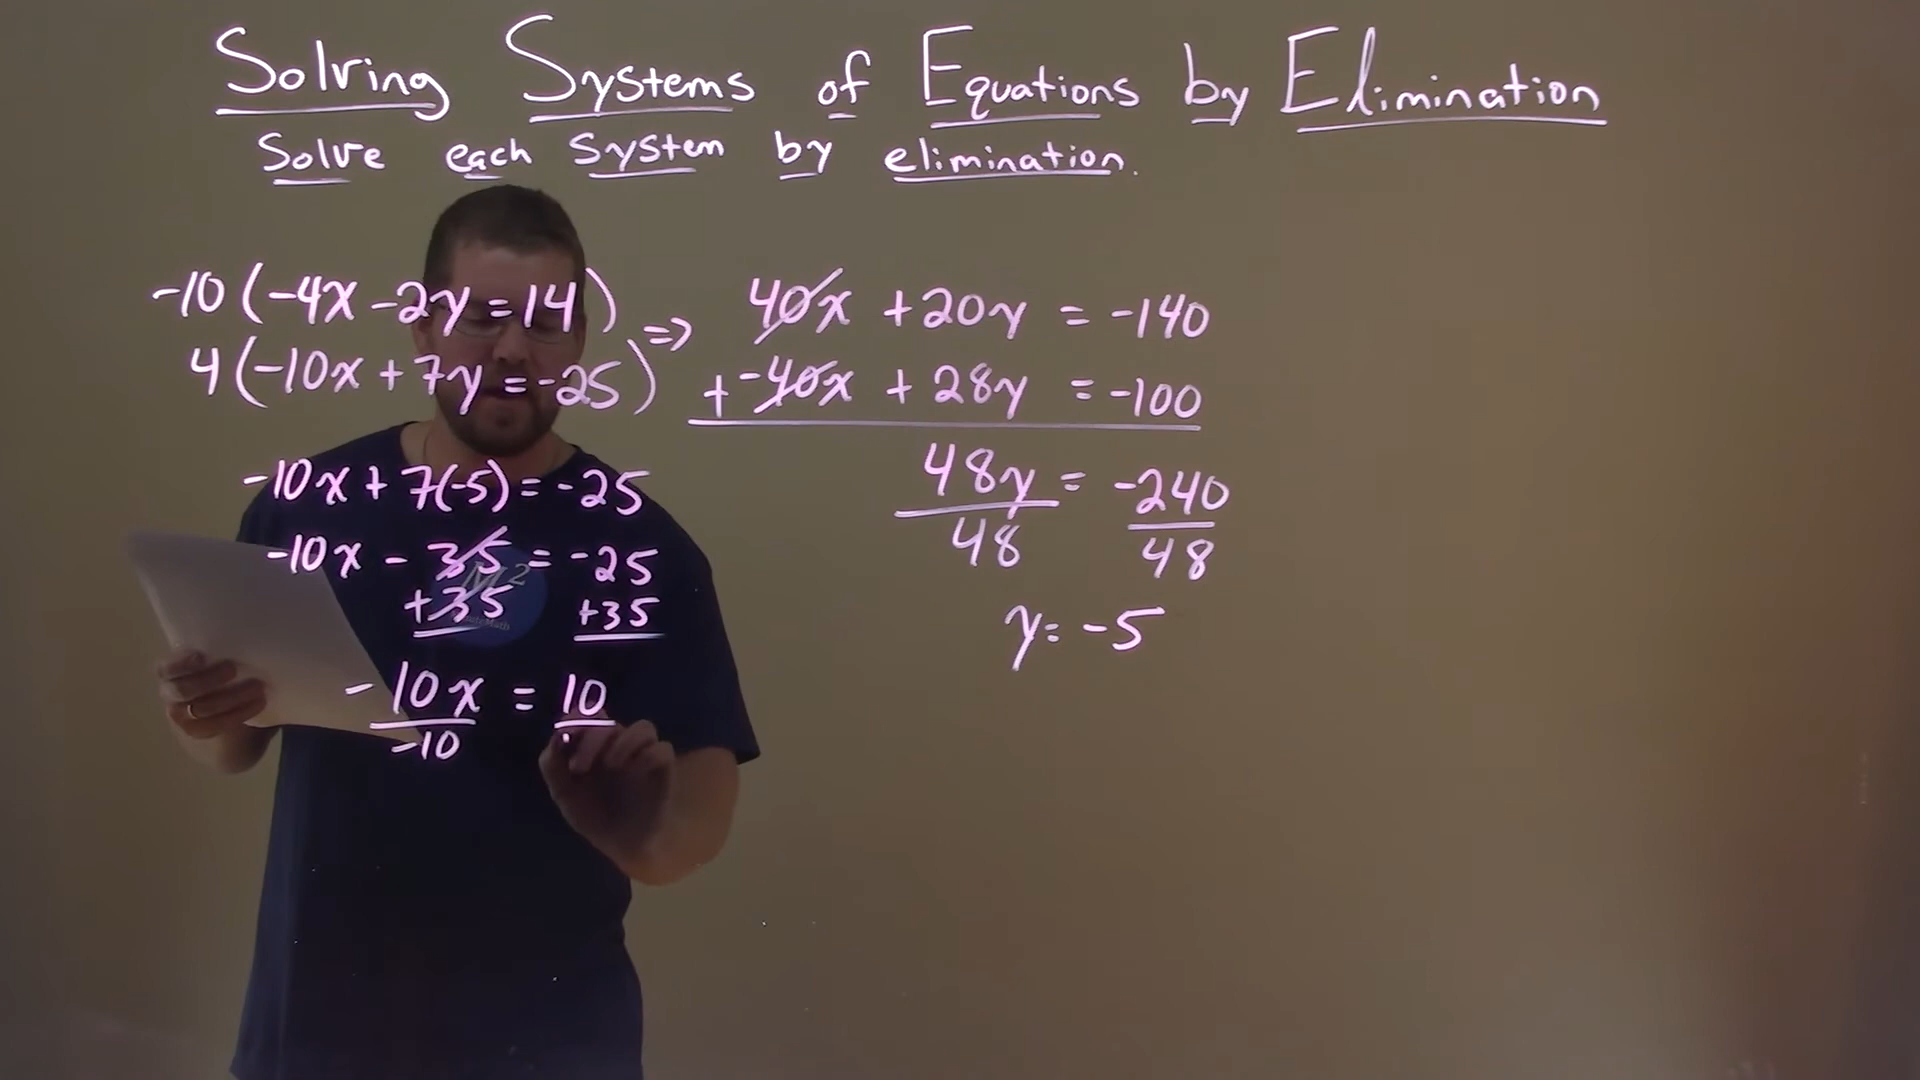 Solving Systems of Equations by Elimination
Solve each system by elimination.
-10(-4x-2y=14)
4(-10x+7y=-25)
=>
40x +20y = -140
+-40x + 28y = -100
48y = -240
48 48
y= -5
-10x+7(-5)=-25
-10x - 35 = -25
+35 +35
-10x = 10
-10
M²